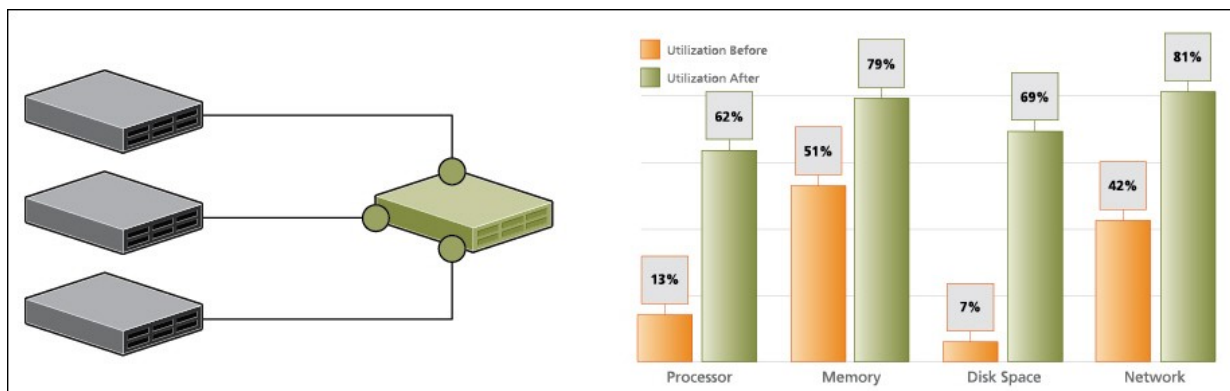 Utilization Before
Utilization After
13%
62%
51%
79%
7%
69%
42%
81%
Processor
Memory
Disk Space
Network